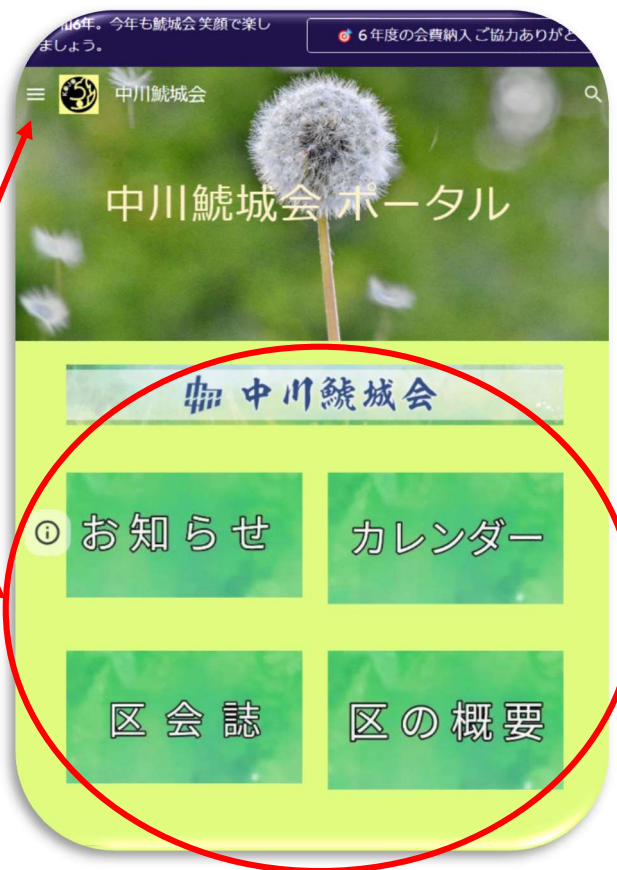 6年。今年も鯱城会 笑顔で楽し
ましょう。
🎯 6年度の会費納入 ご協力ありがと
中川鯱城会
中川鯱城会 ポータル
中川鯱城会
お知らせ
カレンダー
区会誌
区の概要